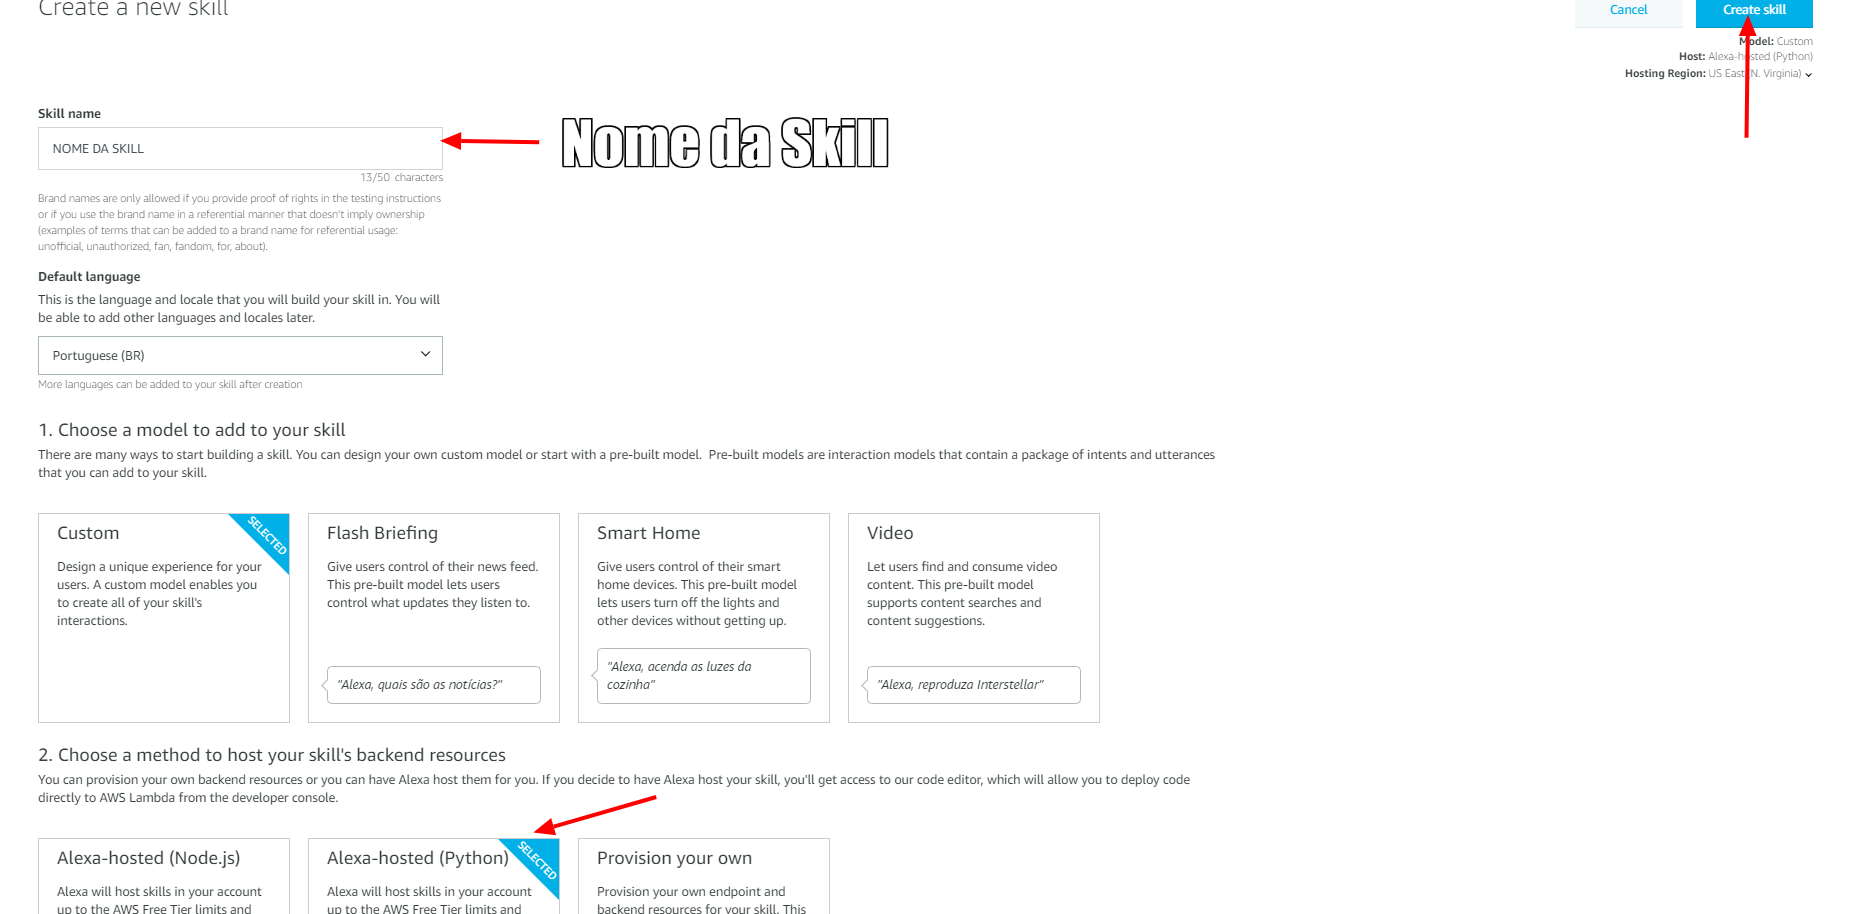 Create a new skill
Cancel
Create skill
Model: Custom
Host: Alexa-hosted (Python)
Hosting Region: US East (N. Virginia)
Skill name
NOME DA SKILL
Nome da Skill
13/50 characters
Brand names are only allowed if you provide proof of rights in the testing instructions
or if you use the brand name in a referential manner that doesn't imply ownership
(examples of terms that can be added to a brand name for referential usage:
unofficial, unauthorized, fan, fandom, for, about).
Default language
This is the language and locale that you will build your skill in. You will
be able to add other languages and locales later.
Portuguese (BR)
More languages can be added to your skill after creation
1. Choose a model to add to your skill
There are many ways to start building a skill. You can design your own custom model or start with a pre-built model. Pre-built models are interaction models that contain a package of intents and utterances
that you can add to your skill.
Custom
SELECTED
Design a unique experience for your
users. A custom model enables you
to create all of your skill's
interactions.
Flash Briefing
Give users control of their news feed.
This pre-built model lets users
control what updates they listen to.
"Alexa, quais são as notícias?"
Smart Home
Give users control of their smart
home devices. This pre-built model
lets users turn off the lights and
other devices without getting up.
"Alexa, acenda as luzes da
cozinha"
Video
Let users find and consume video
content. This pre-built model
supports content searches and
content suggestions.
"Alexa, reproduza Interstellar"
2. Choose a method to host your skill's backend resources
You can provision your own backend resources or you can have Alexa host them for you. If you decide to have Alexa host your skill, you'll get access to our code editor, which will allow you to deploy code
directly to AWS Lambda from the developer console.
Alexa-hosted (Node.js)
Alexa will host skills in your account
up to the AWS Free Tier limits and
Alexa-hosted (Python)
SELECTED
Alexa will host skills in your account
up to the AWS Free Tier limits and
Provision your own
Provision your own endpoint and
backend resources for your skill. This